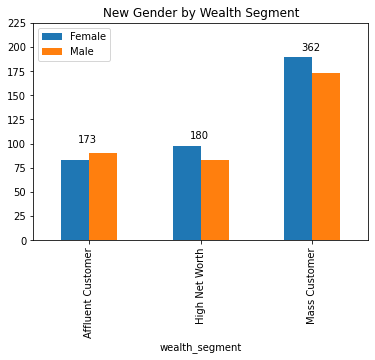 New Gender by Wealth Segment
225
200
175
150
125
100
75
50
25
0
Female
Male
173
180
362
Affluent Customer
High Net Worth
Mass Customer
wealth_segment